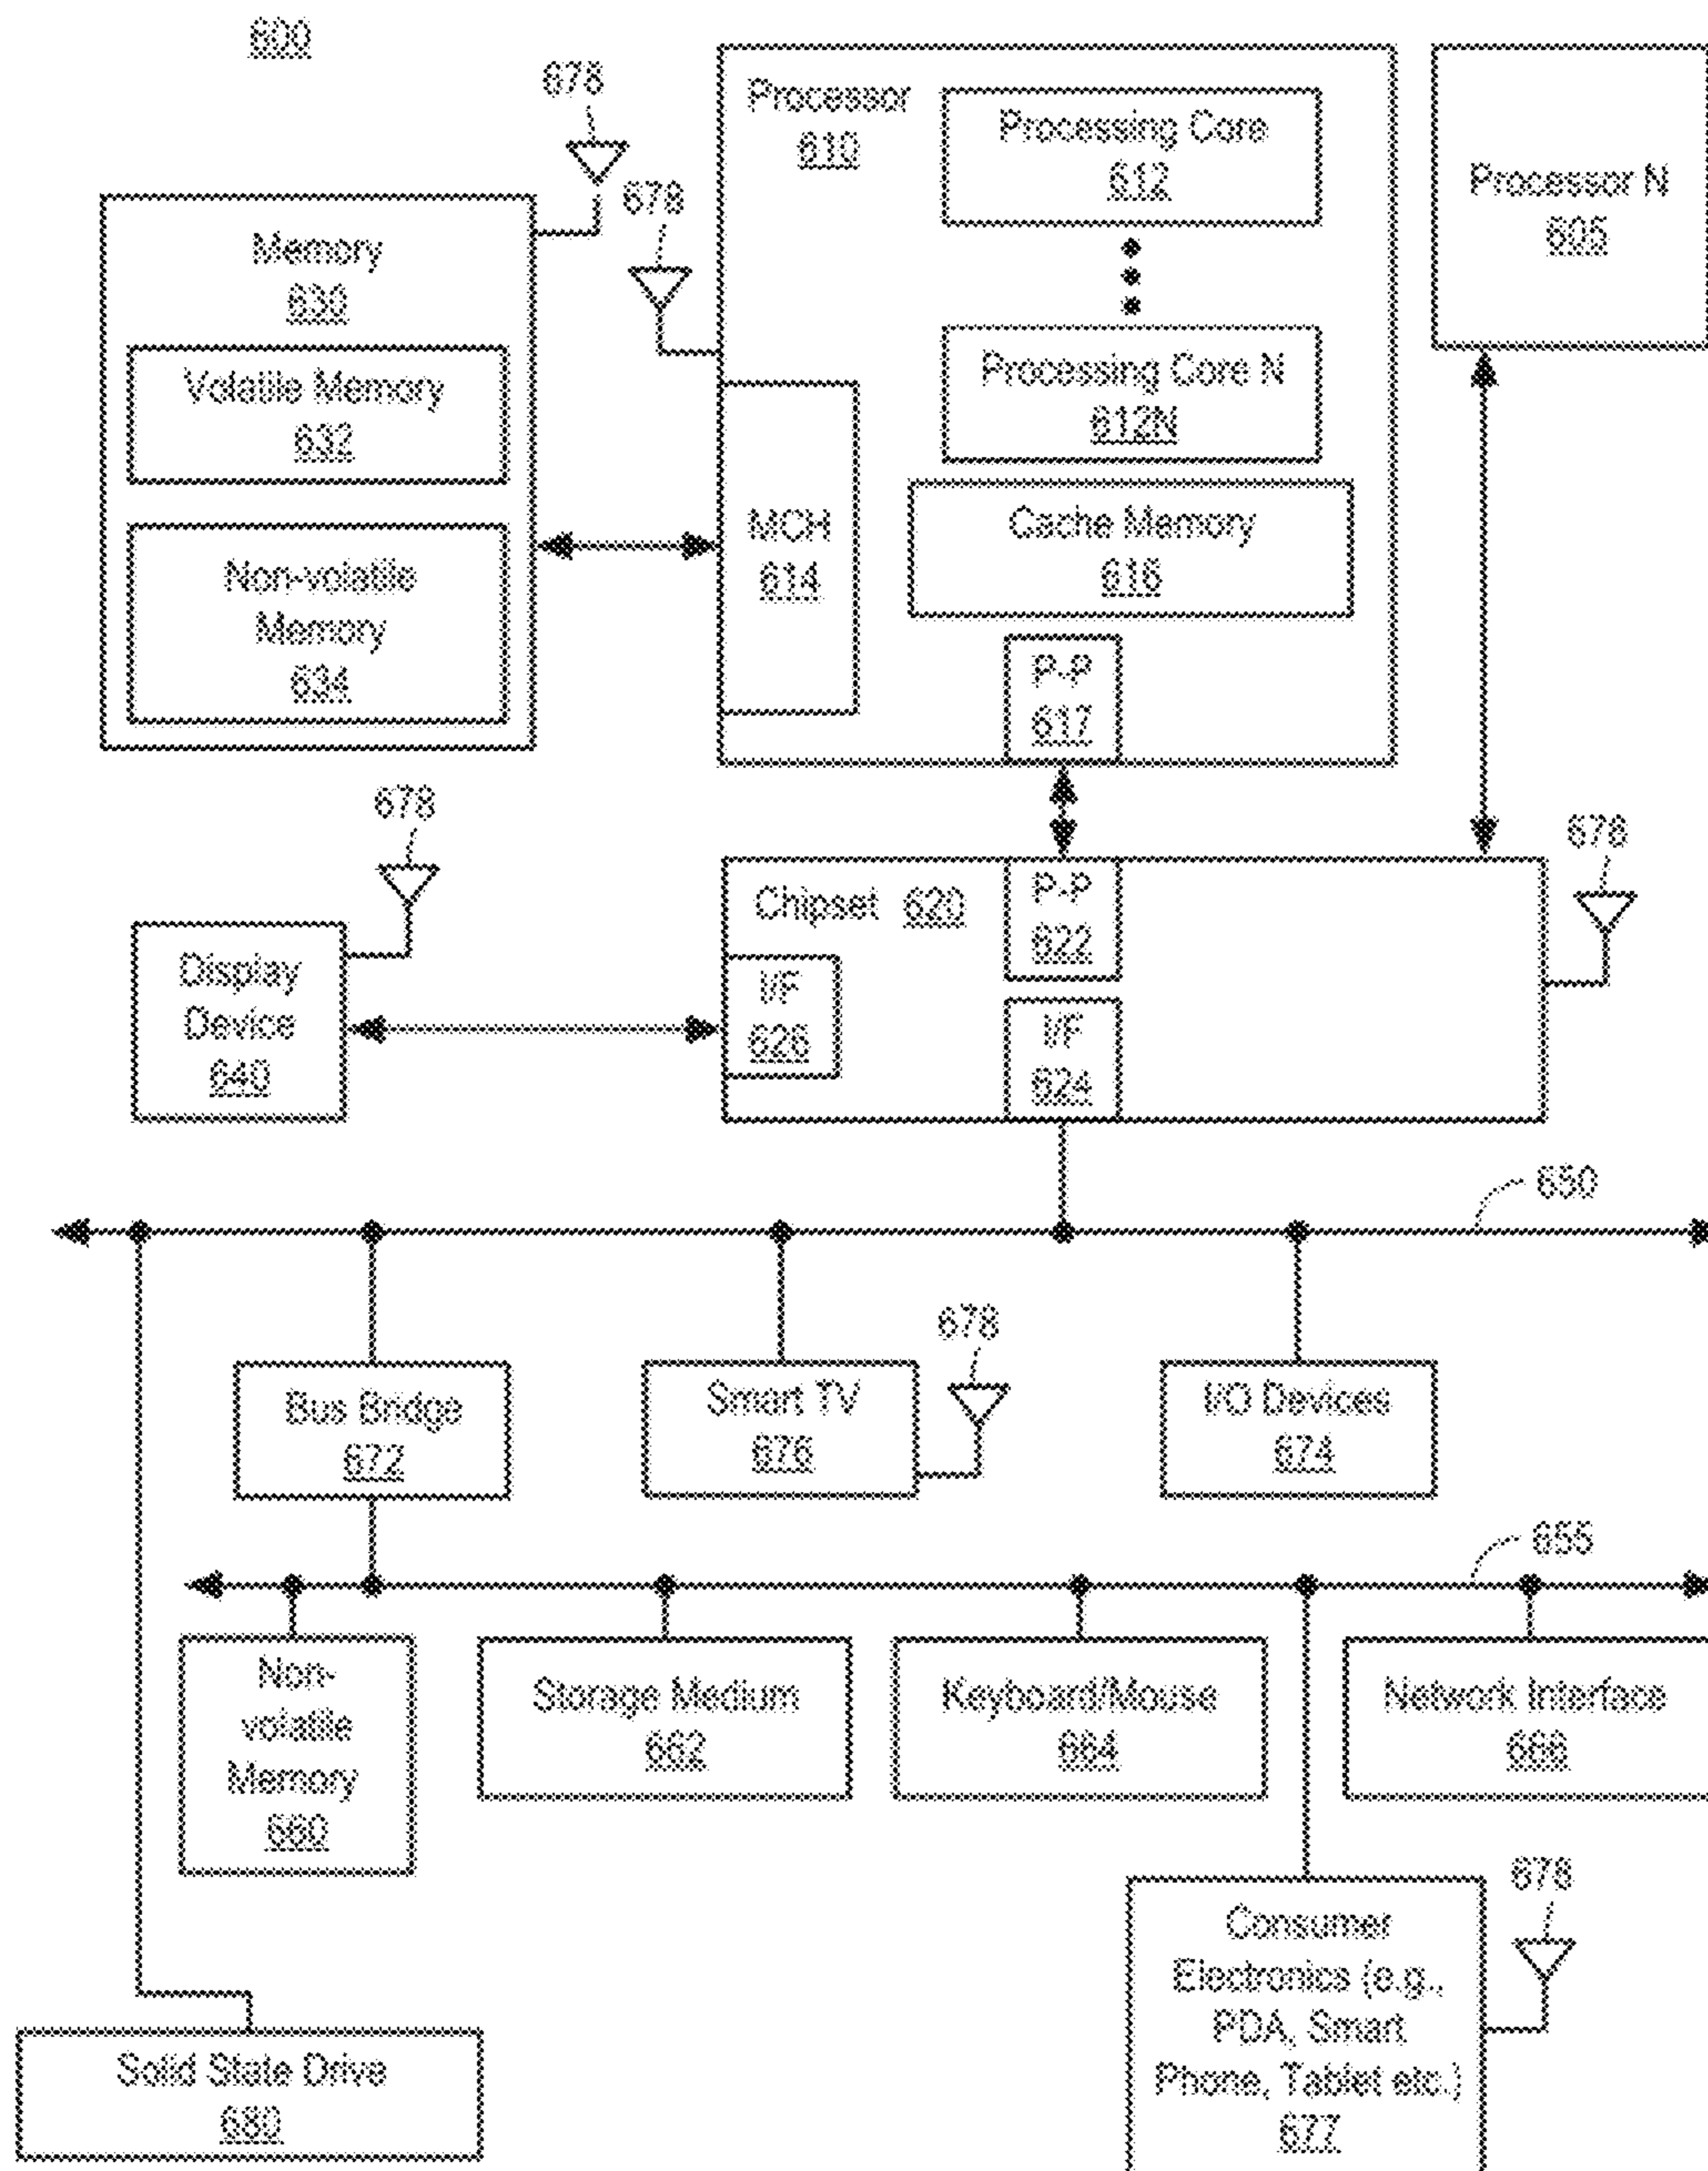 600
678
678
Processor
610
Processing Core
612
Processing Core N
612N
Cache Memory
616
MCH
614
P-P
617
Processor N
605
Memory
630
Volatile Memory
632
Non-volatile
Memory
634
678
Display
Device
640
Chipset 620
P-P
622
I/F
626
I/F
624
678
650
Bus Bridge
672
Smart TV
676
678
I/O Devices
674
655
Non-
volatile
Memory
660
Storage Medium
662
Keyboard/Mouse
664
Network Interface
666
678
Consumer
Electronics (e.g.,
PDA, Smart
Phone, Tablet etc.)
677
Solid State Drive
680